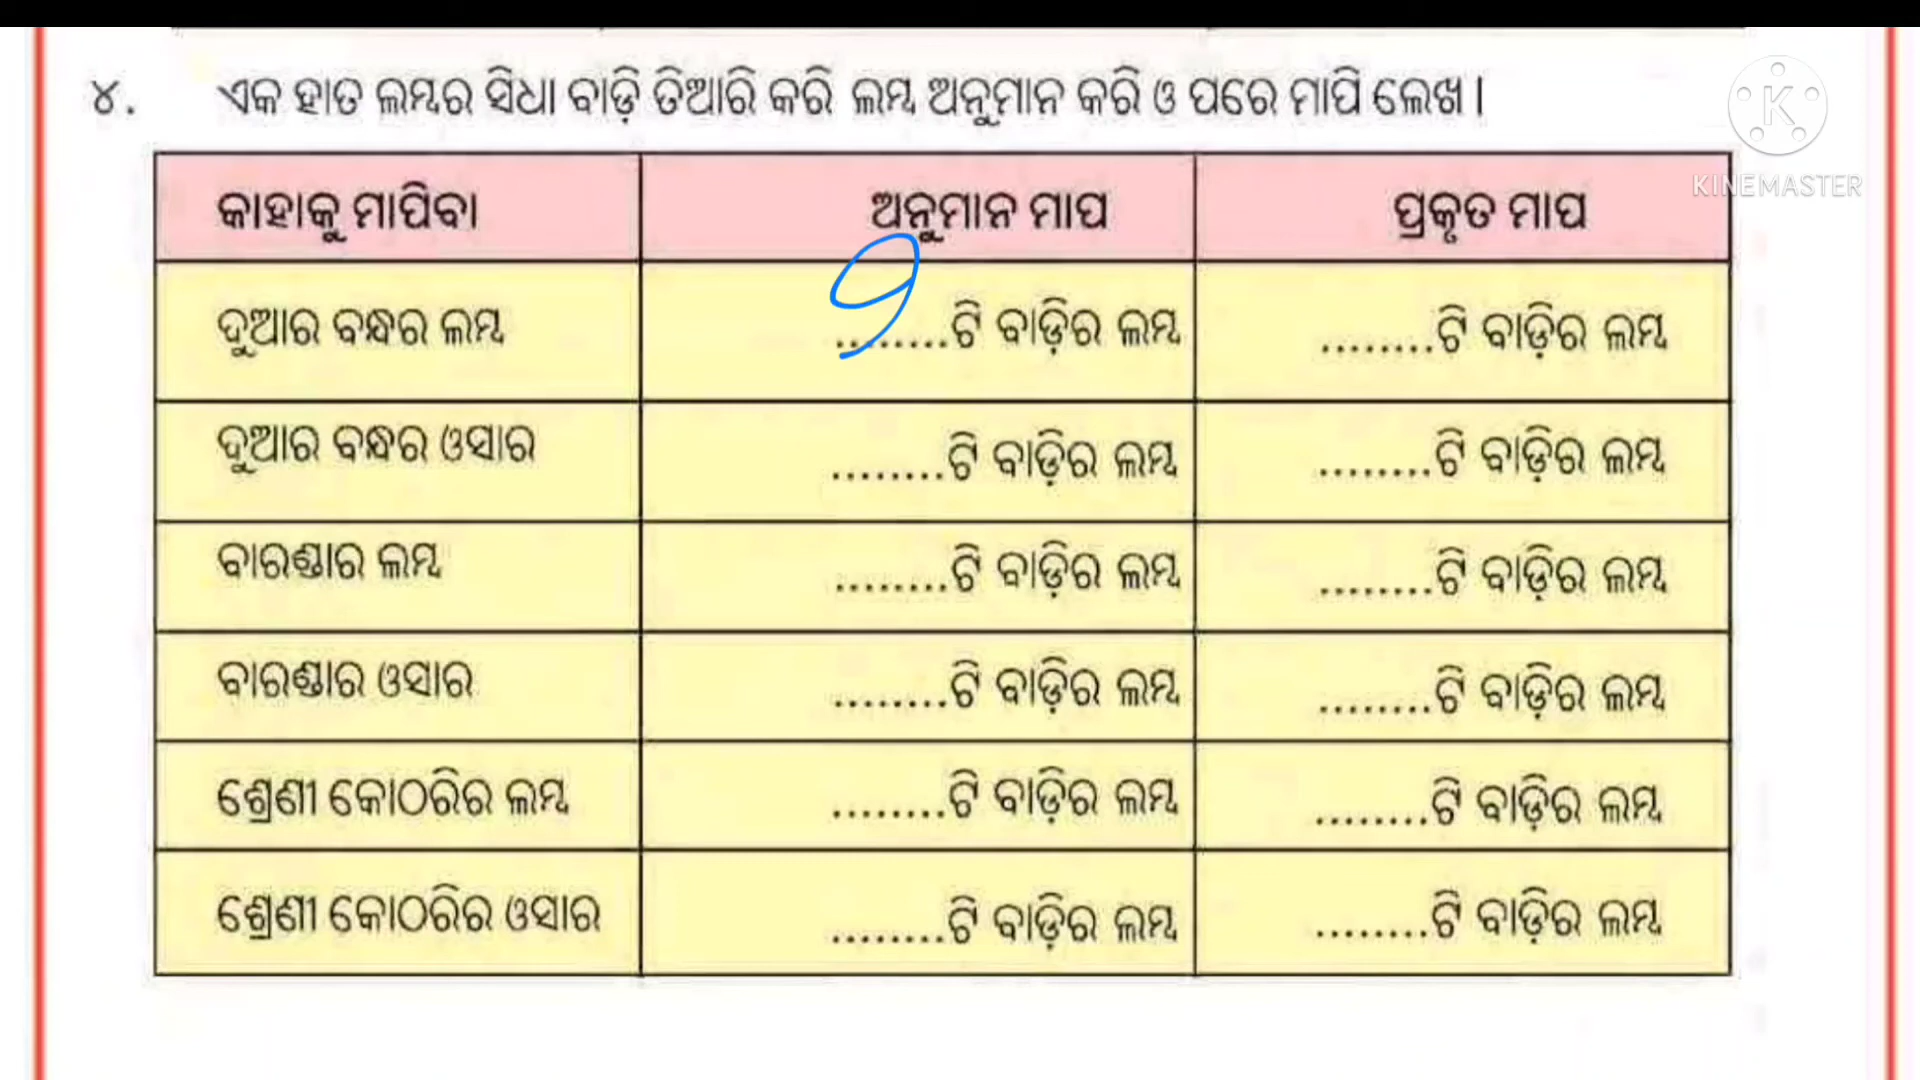 ୪. ଏକ ହାତ ଲମ୍ବର ସିଧା ବାଡ଼ି ତିଆରି କରି ଲମ୍ବ ଅନୁମାନ କରି ଓ ପରେ ମାପି ଲେଖ ।
KINEMASTER
କାହାକୁ ମାପିବା ଅନୁମାନ ମାପ ପ୍ରକୃତ ମାପ
ଦୁଆର ବନ୍ଧର ଲମ୍ବ ........ଟି ବାଡ଼ିର ଲମ୍ବ ........ଟି ବାଡ଼ିର ଲମ୍ବ
ଦୁଆର ବନ୍ଧର ଓସାର ........ଟି ବାଡ଼ିର ଲମ୍ବ ........ଟି ବାଡ଼ିର ଲମ୍ବ
ବାରଣ୍ଡାର ଲମ୍ବ ........ଟି ବାଡ଼ିର ଲମ୍ବ ........ଟି ବାଡ଼ିର ଲମ୍ବ
ବାରଣ୍ଡାର ଓସାର ........ଟି ବାଡ଼ିର ଲମ୍ବ ........ଟି ବାଡ଼ିର ଲମ୍ବ
ଶ୍ରେଣୀ କୋଠରିର ଲମ୍ବ ........ଟି ବାଡ଼ିର ଲମ୍ବ ........ଟି ବାଡ଼ିର ଲମ୍ବ
ଶ୍ରେଣୀ କୋଠରିର ଓସାର ........ଟି ବାଡ଼ିର ଲମ୍ବ ........ଟି ବାଡ଼ିର ଲମ୍ବ